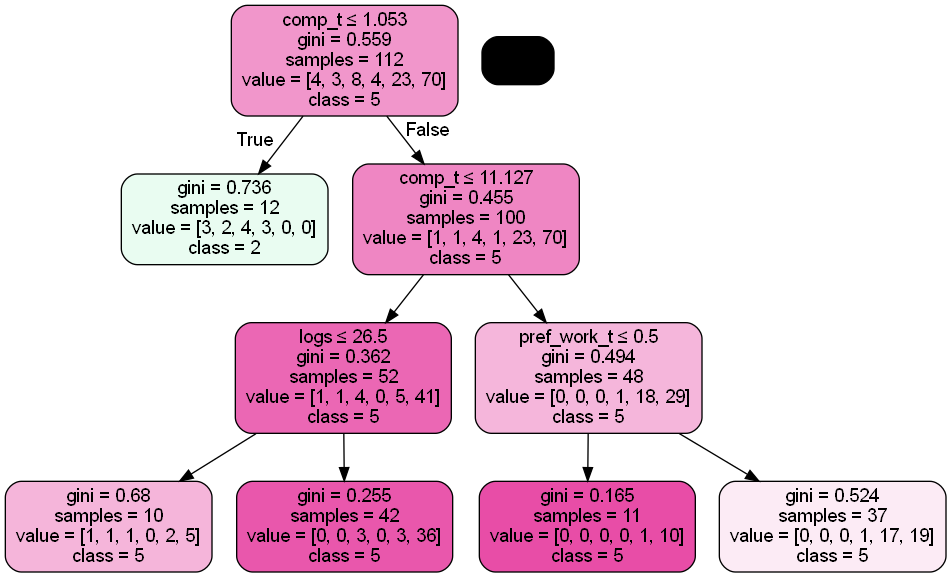 comp_t ≤ 1.053
gini = 0.559
samples = 112
value = [4, 3, 8, 4, 23, 70]
class = 5
True
False
gini = 0.736
samples = 12
value = [3, 2, 4, 3, 0, 0]
class = 2
comp_t ≤ 11.127
gini = 0.455
samples = 100
value = [1, 1, 4, 1, 23, 70]
class = 5
logs ≤ 26.5
gini = 0.362
samples = 52
value = [1, 1, 4, 0, 5, 41]
class = 5
pref_work_t ≤ 0.5
gini = 0.494
samples = 48
value = [0, 0, 0, 1, 18, 29]
class = 5
gini = 0.68
samples = 10
value = [1, 1, 1, 0, 2, 5]
class = 5
gini = 0.255
samples = 42
value = [0, 0, 3, 0, 3, 36]
class = 5
gini = 0.165
samples = 11
value = [0, 0, 0, 0, 1, 10]
class = 5
gini = 0.524
samples = 37
value = [0, 0, 0, 1, 17, 19]
class = 5